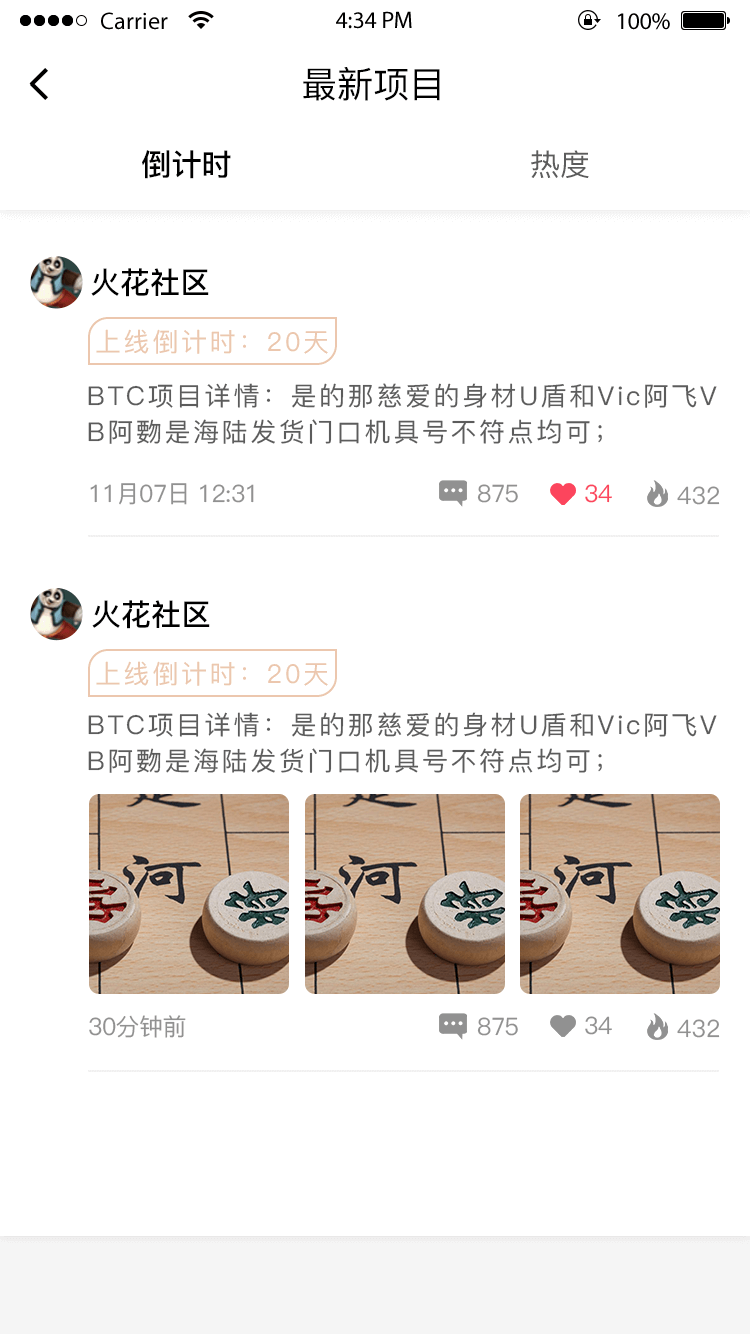 Carrier 4:34 PM 100%
最新项目
倒计时 热度
火花社区
上线倒计时：20天
BTC项目详情：是的那慈爱的身材U盾和Vic阿飞V
B阿覅是海陆发货门口机具号不符点均可；
11月07日 12:31 875 34 432
火花社区
上线倒计时：20天
BTC项目详情：是的那慈爱的身材U盾和Vic阿飞V
B阿覅是海陆发货门口机具号不符点均可；
河 河 河
30分钟前 875 34 432